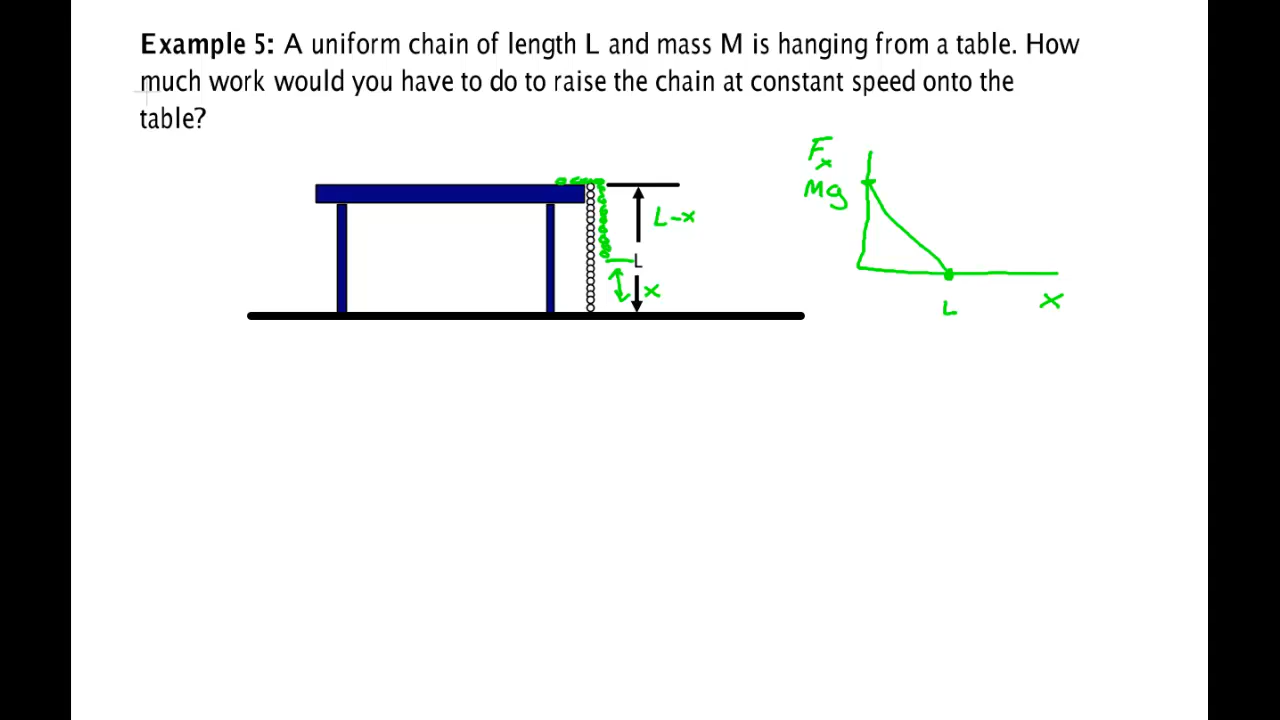 Example 5: A uniform chain of length L and mass M is hanging from a table. How
much work would you have to do to raise the chain at constant speed onto the
table?
Fx
Mg
L-x
L
x
L
x